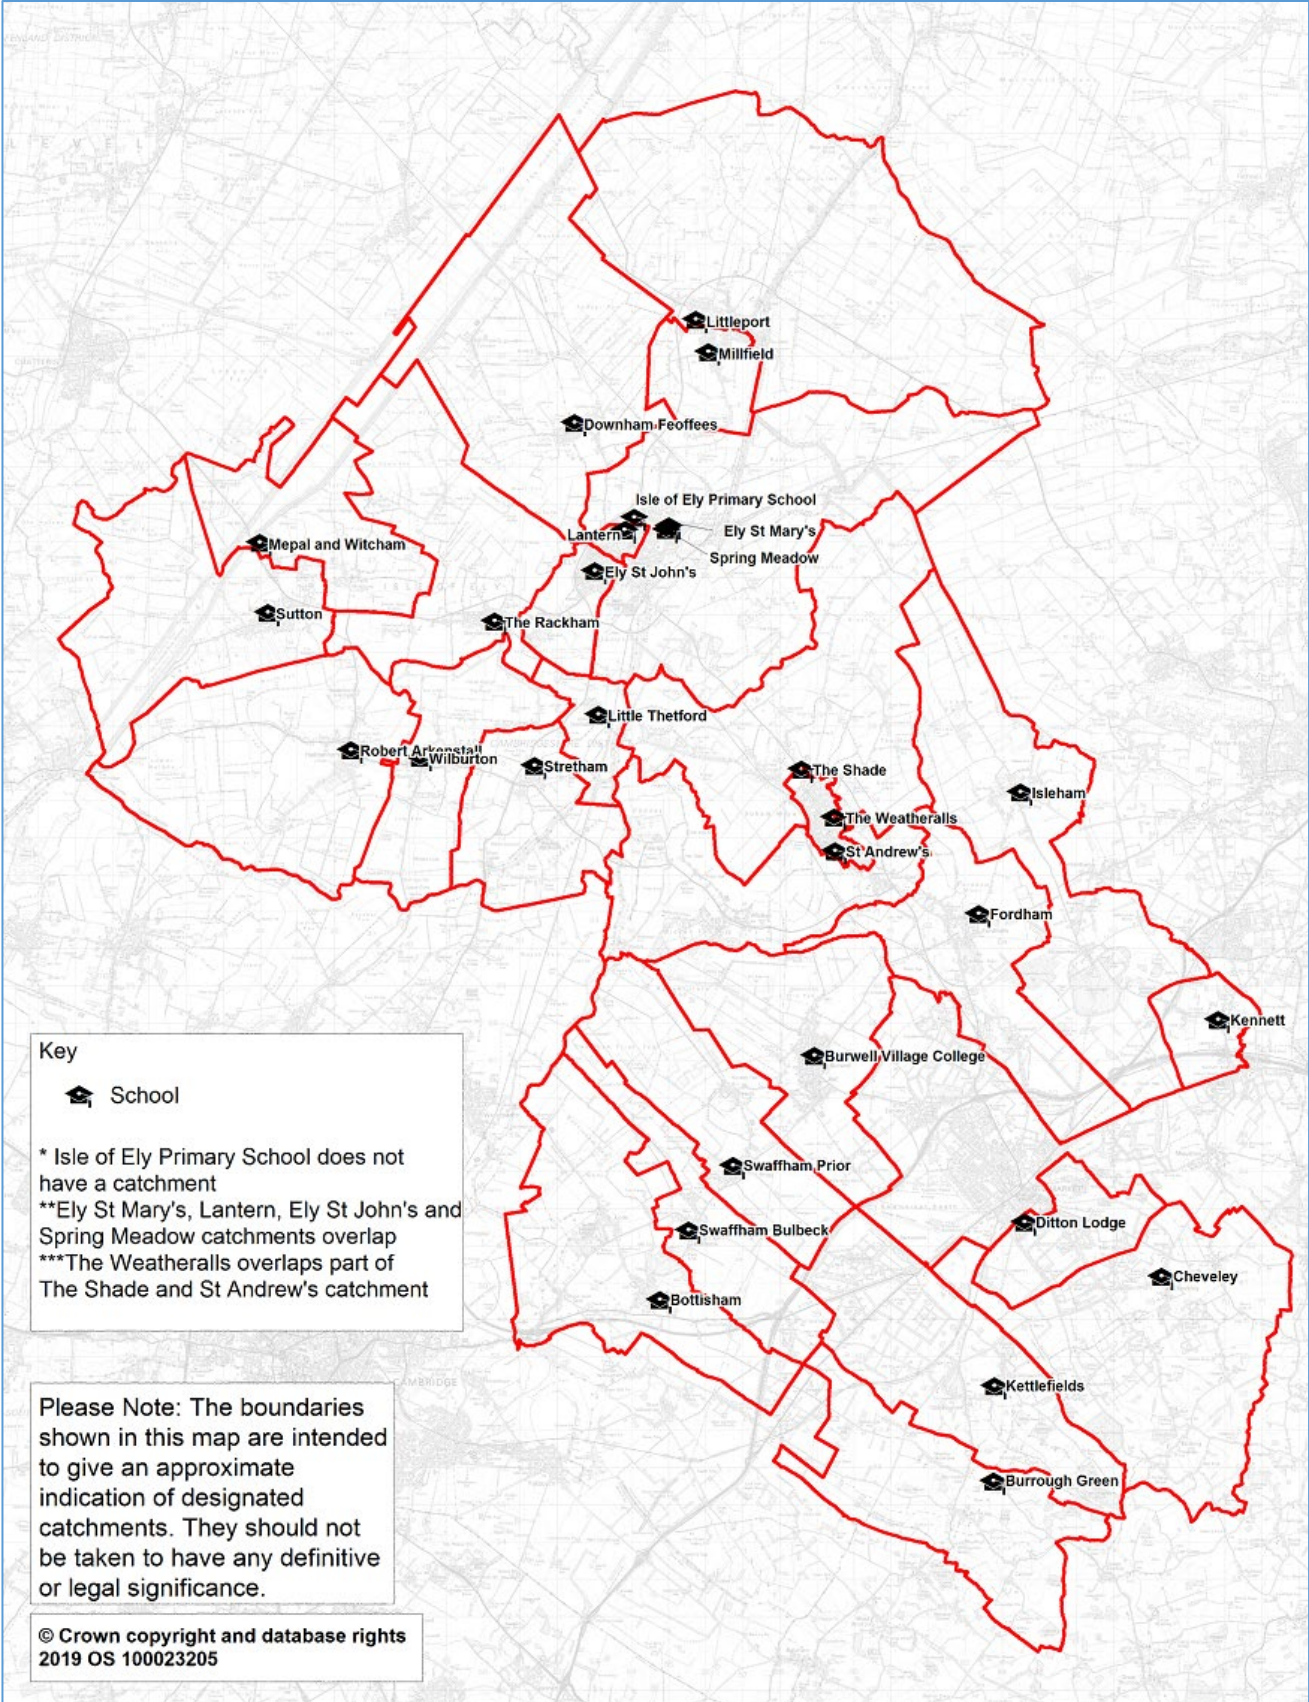 Littleport
Millfield
Downham Feoffees
Isle of Ely Primary School
Lantern
Ely St Mary's
Spring Meadow
Mepal and Witcham
Ely St John's
Sutton
The Rackham
Little Thetford
Robert Arkenstall
Wilburton
Stretham
The Shade
Isleham
The Weatheralls
St Andrew's
Fordham
Kennett
Burwell Village College
Swaffham Prior
Swaffham Bulbeck
Ditton Lodge
Cheveley
Bottisham
Kettlefields
Burrough Green
CAMBRIDGE
Key
School
* Isle of Ely Primary School does not
have a catchment
**Ely St Mary's, Lantern, Ely St John's and
Spring Meadow catchments overlap
***The Weatheralls overlaps part of
The Shade and St Andrew's catchment
Please Note: The boundaries
shown in this map are intended
to give an approximate
indication of designated
catchments. They should not
be taken to have any definitive
or legal significance.
© Crown copyright and database rights
2019 OS 100023205